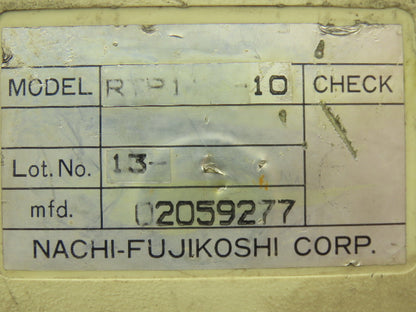 MODEL -10 CHECK
Lot. No. 13-
mfd. 02059277
NACHI-FUJIKOSHI CORP.